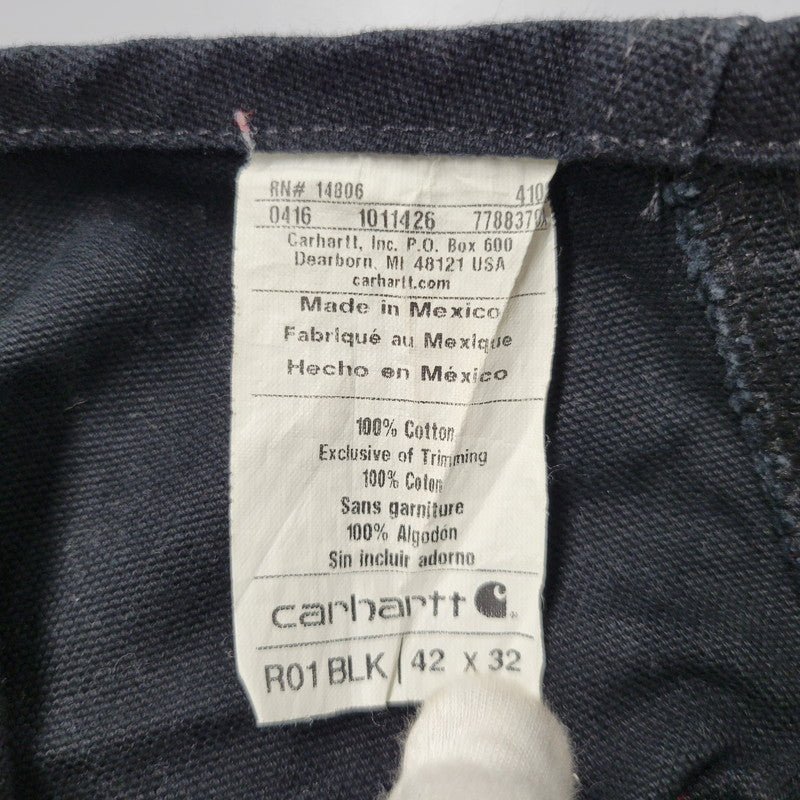 RN# 14806 410
0416 1011426
Carhartt, Inc. P.O. Box 600
Dearborn, MI 48121 USA
carhartt.com
Made in Mexico
Fabriqué au Mexique
Hecho en México
100% Cotton
Exclusive of Trimming
100% Coton
Sans garniture
100% Algodón
Sin incluir adorno
carhartt
R01 BLK 42 X 32